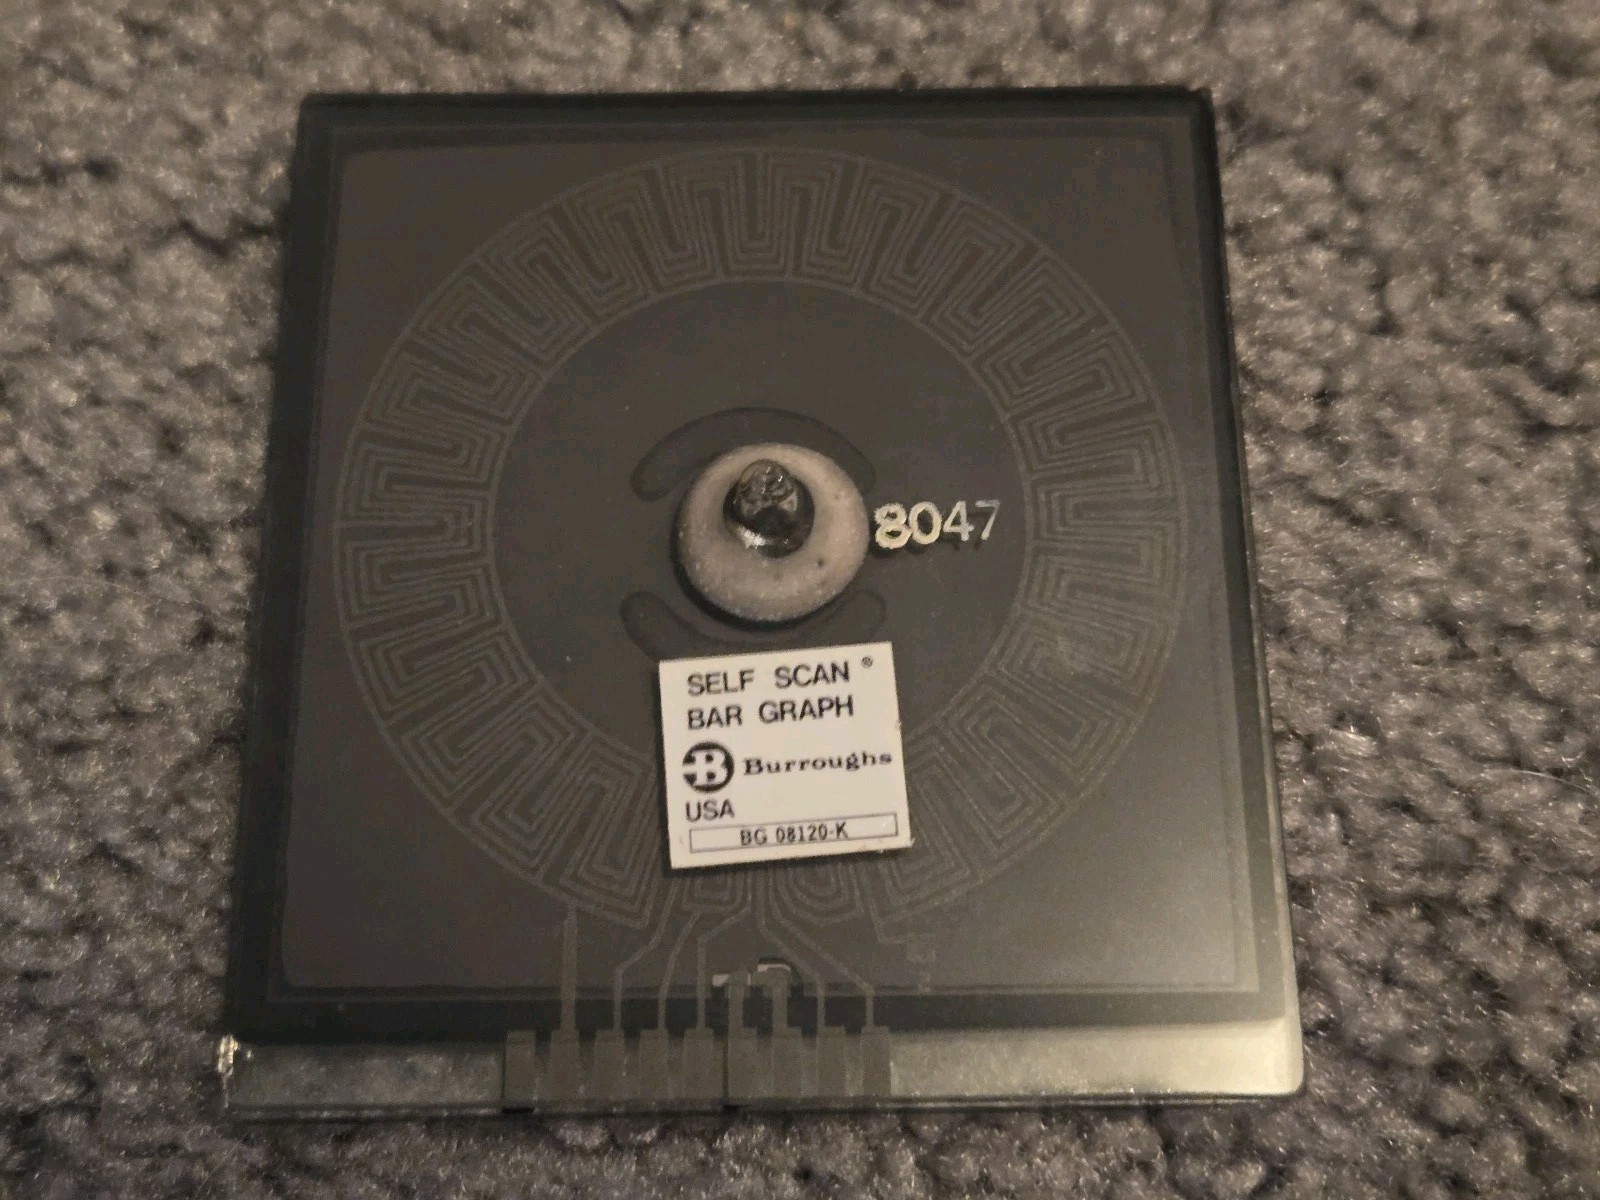 8047
SELF SCAN ®
BAR GRAPH
B Burroughs
USA
BG 08120-K